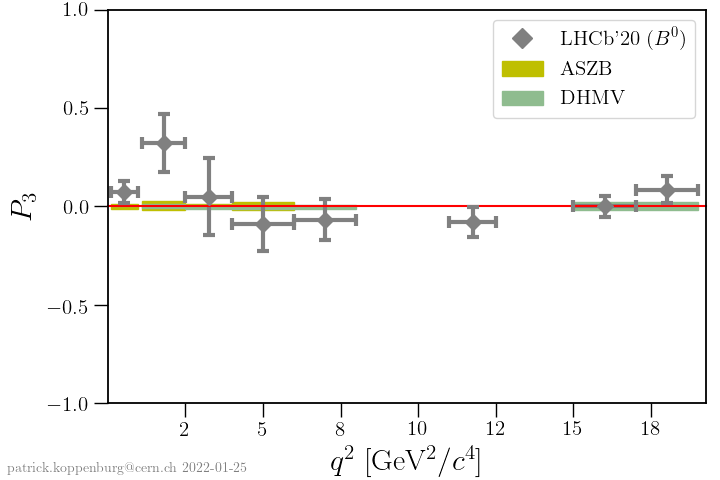 1.0
0.5
0.0
−0.5
−1.0
P₃
LHCb'20 (B⁰)
ASZB
DHMV
2 5 8 10 12 15 18
q² [GeV²/c⁴]
patrick.koppenburg@cern.ch 2022-01-25